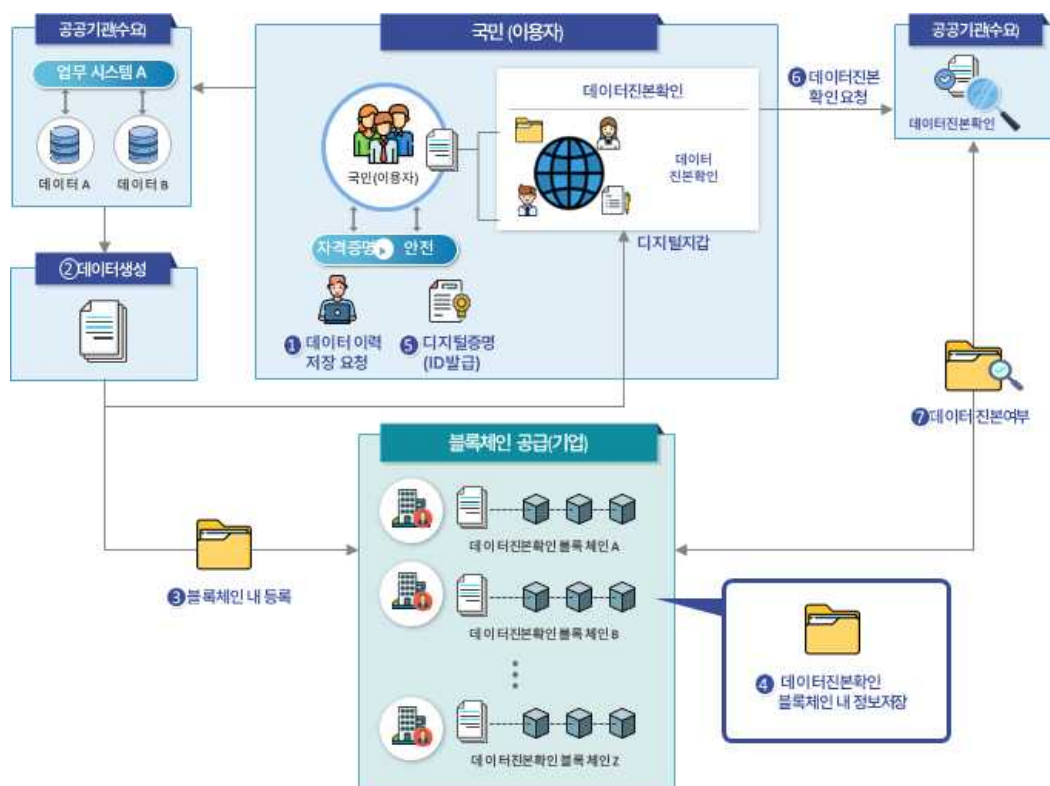 공공기관(수요)
업무 시스템 A
데이터 A
데이터 B
②데이터생성
국민 (이용자)
국민(이용자)
자격증명
안전
❶ 데이터 이력
저장 요청
❺ 디지털증명
(ID발급)
데이터진본확인
데이터
진본확인
디지털지갑
❻데이터진본
확인 요청
공공기관(수요)
데이터진본확인
❼데이터 진본여부
❸블록체인 내 등록
블록체인 공급(기업)
데이터진본확인 블록체인 A
데이터진본확인 블록체인 B
데이터진본확인 블록체인 Z
❹ 데이터진본확인
블록체인 내 정보저장